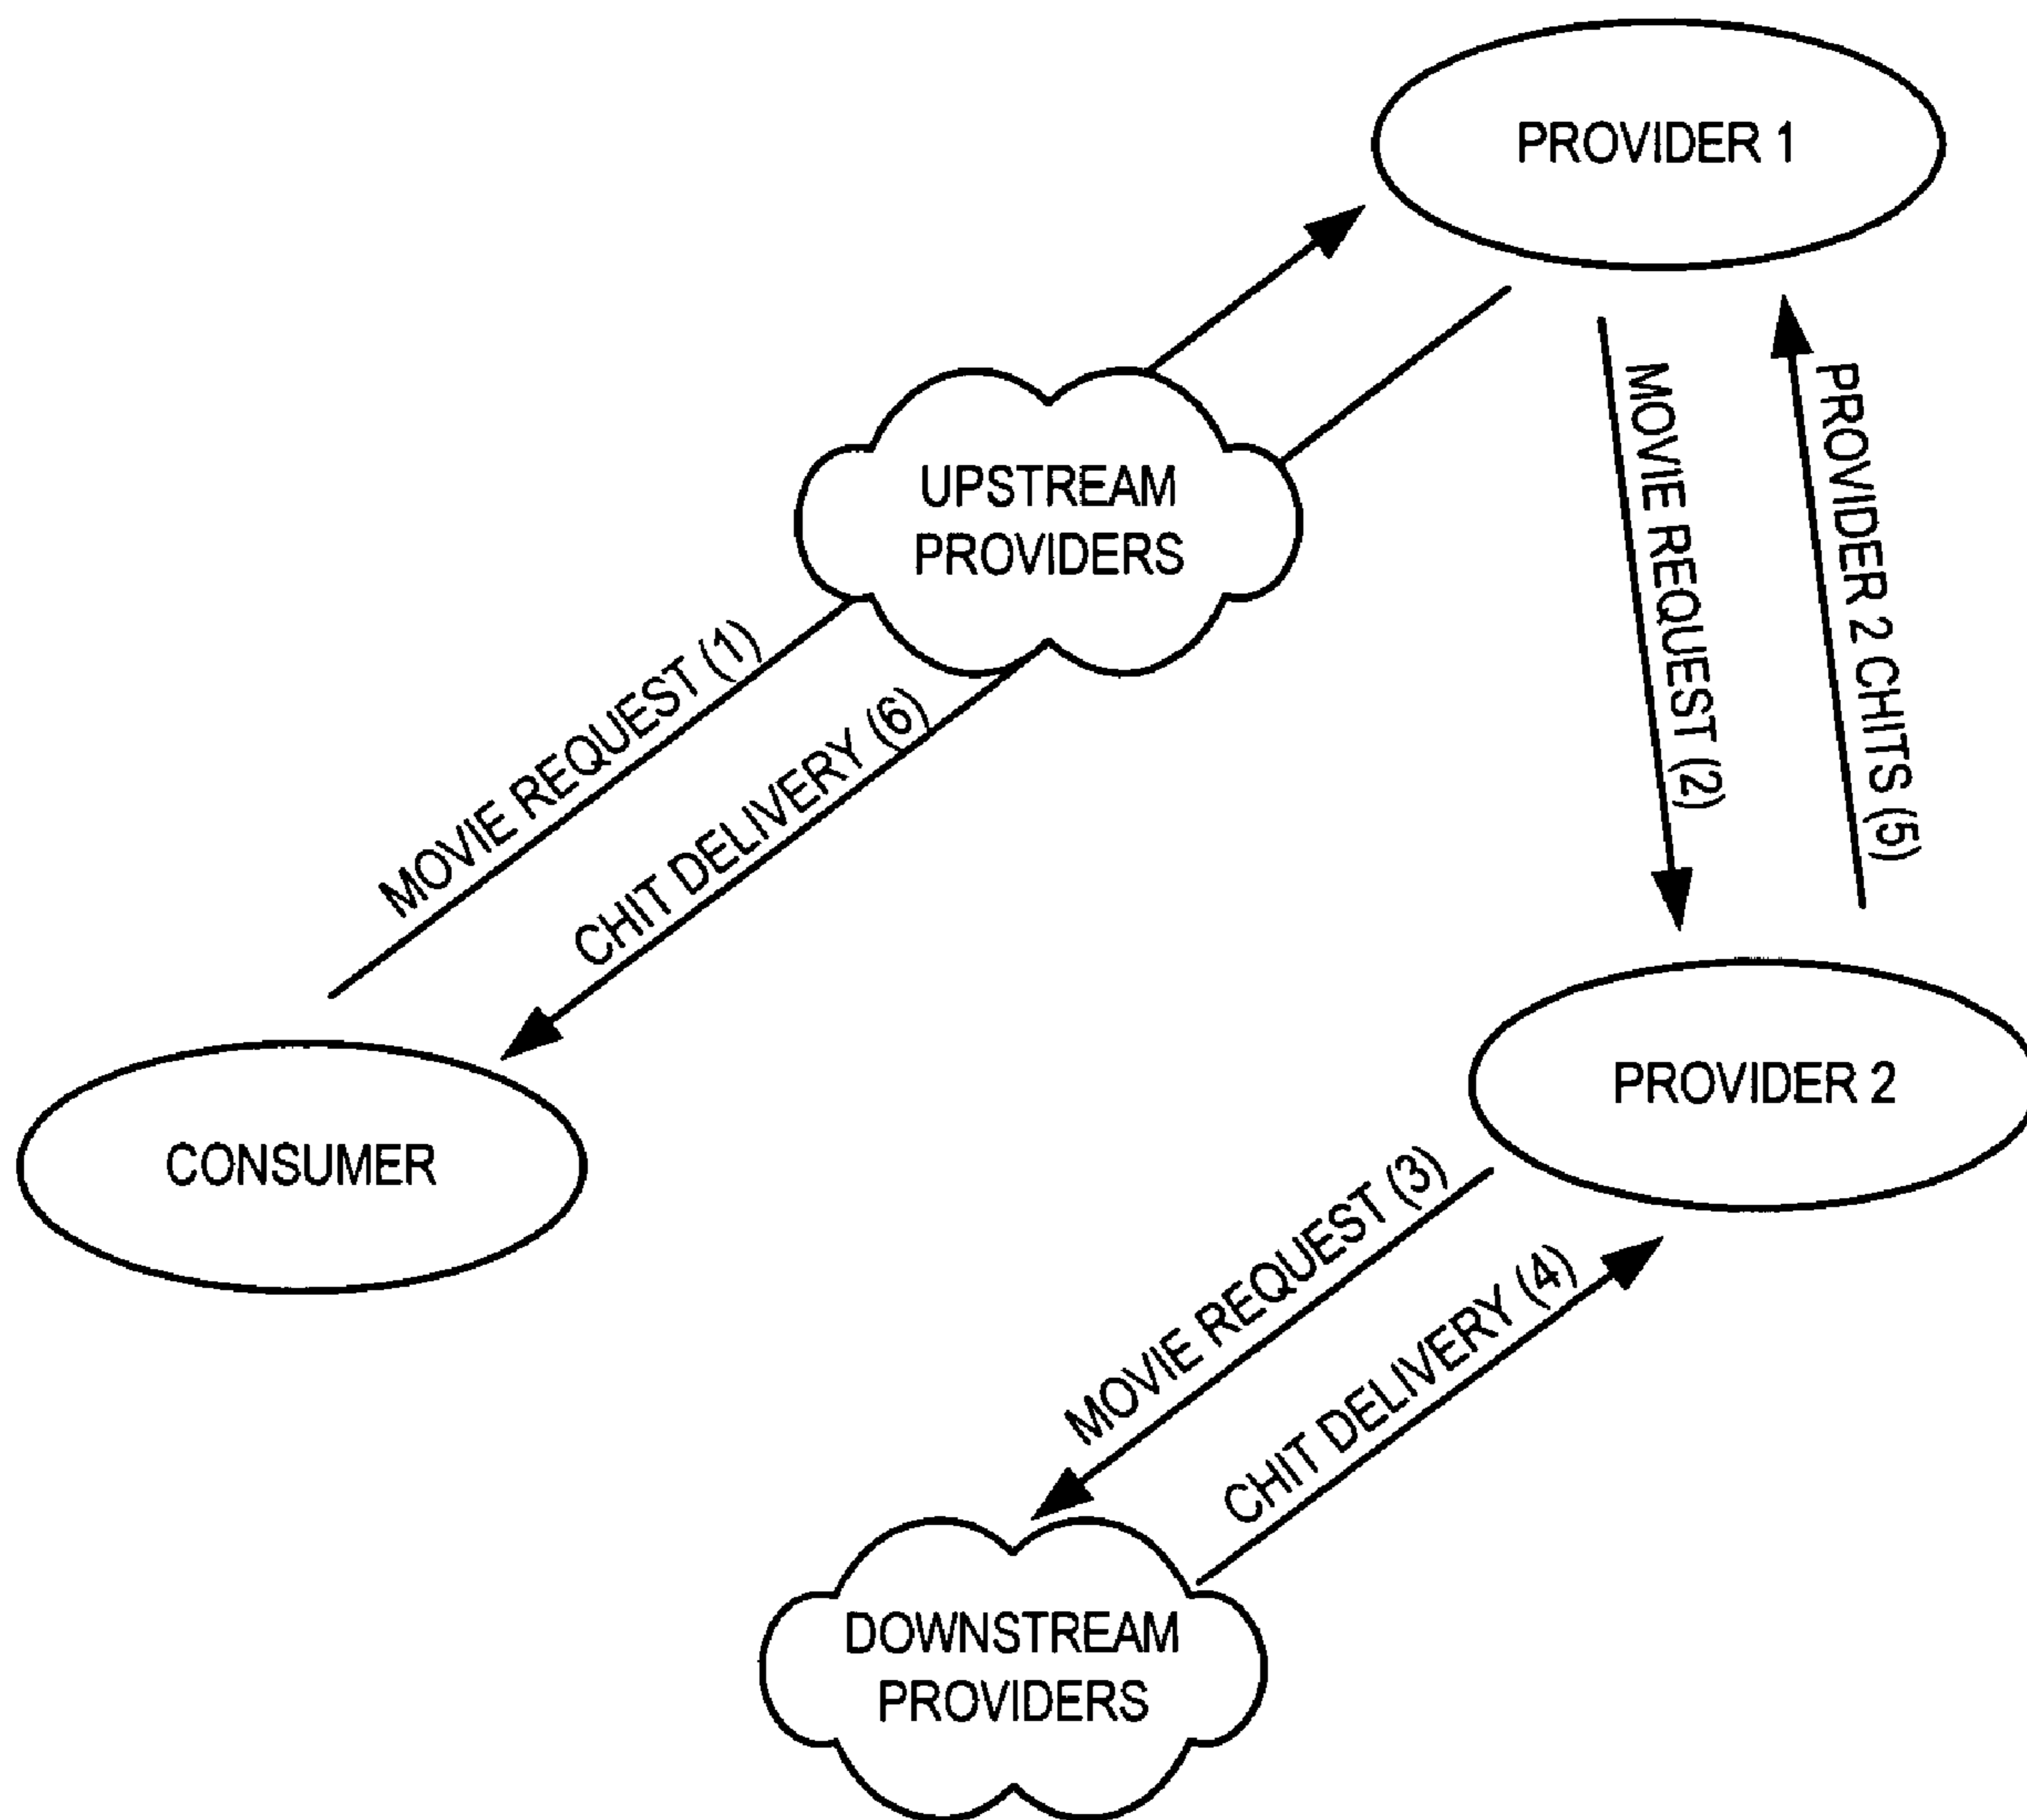 PROVIDER 1
UPSTREAM
PROVIDERS
MOVIE REQUEST (1)
CHIT DELIVERY (6)
MOVIE REQUEST (2)
PROVIDER 2 CHITS (5)
CONSUMER
PROVIDER 2
MOVIE REQUEST (3)
CHIT DELIVERY (4)
DOWNSTREAM
PROVIDERS